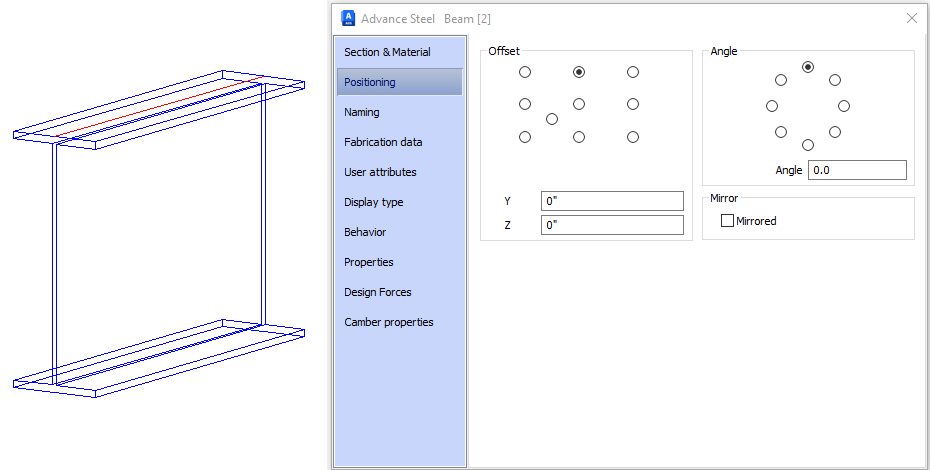 Advance Steel Beam [2]
Section & Material
Positioning
Naming
Fabrication data
User attributes
Display type
Behavior
Properties
Design Forces
Camber properties
Offset
Y 0"
Z 0"
Angle
Angle 0.0
Mirror
Mirrored